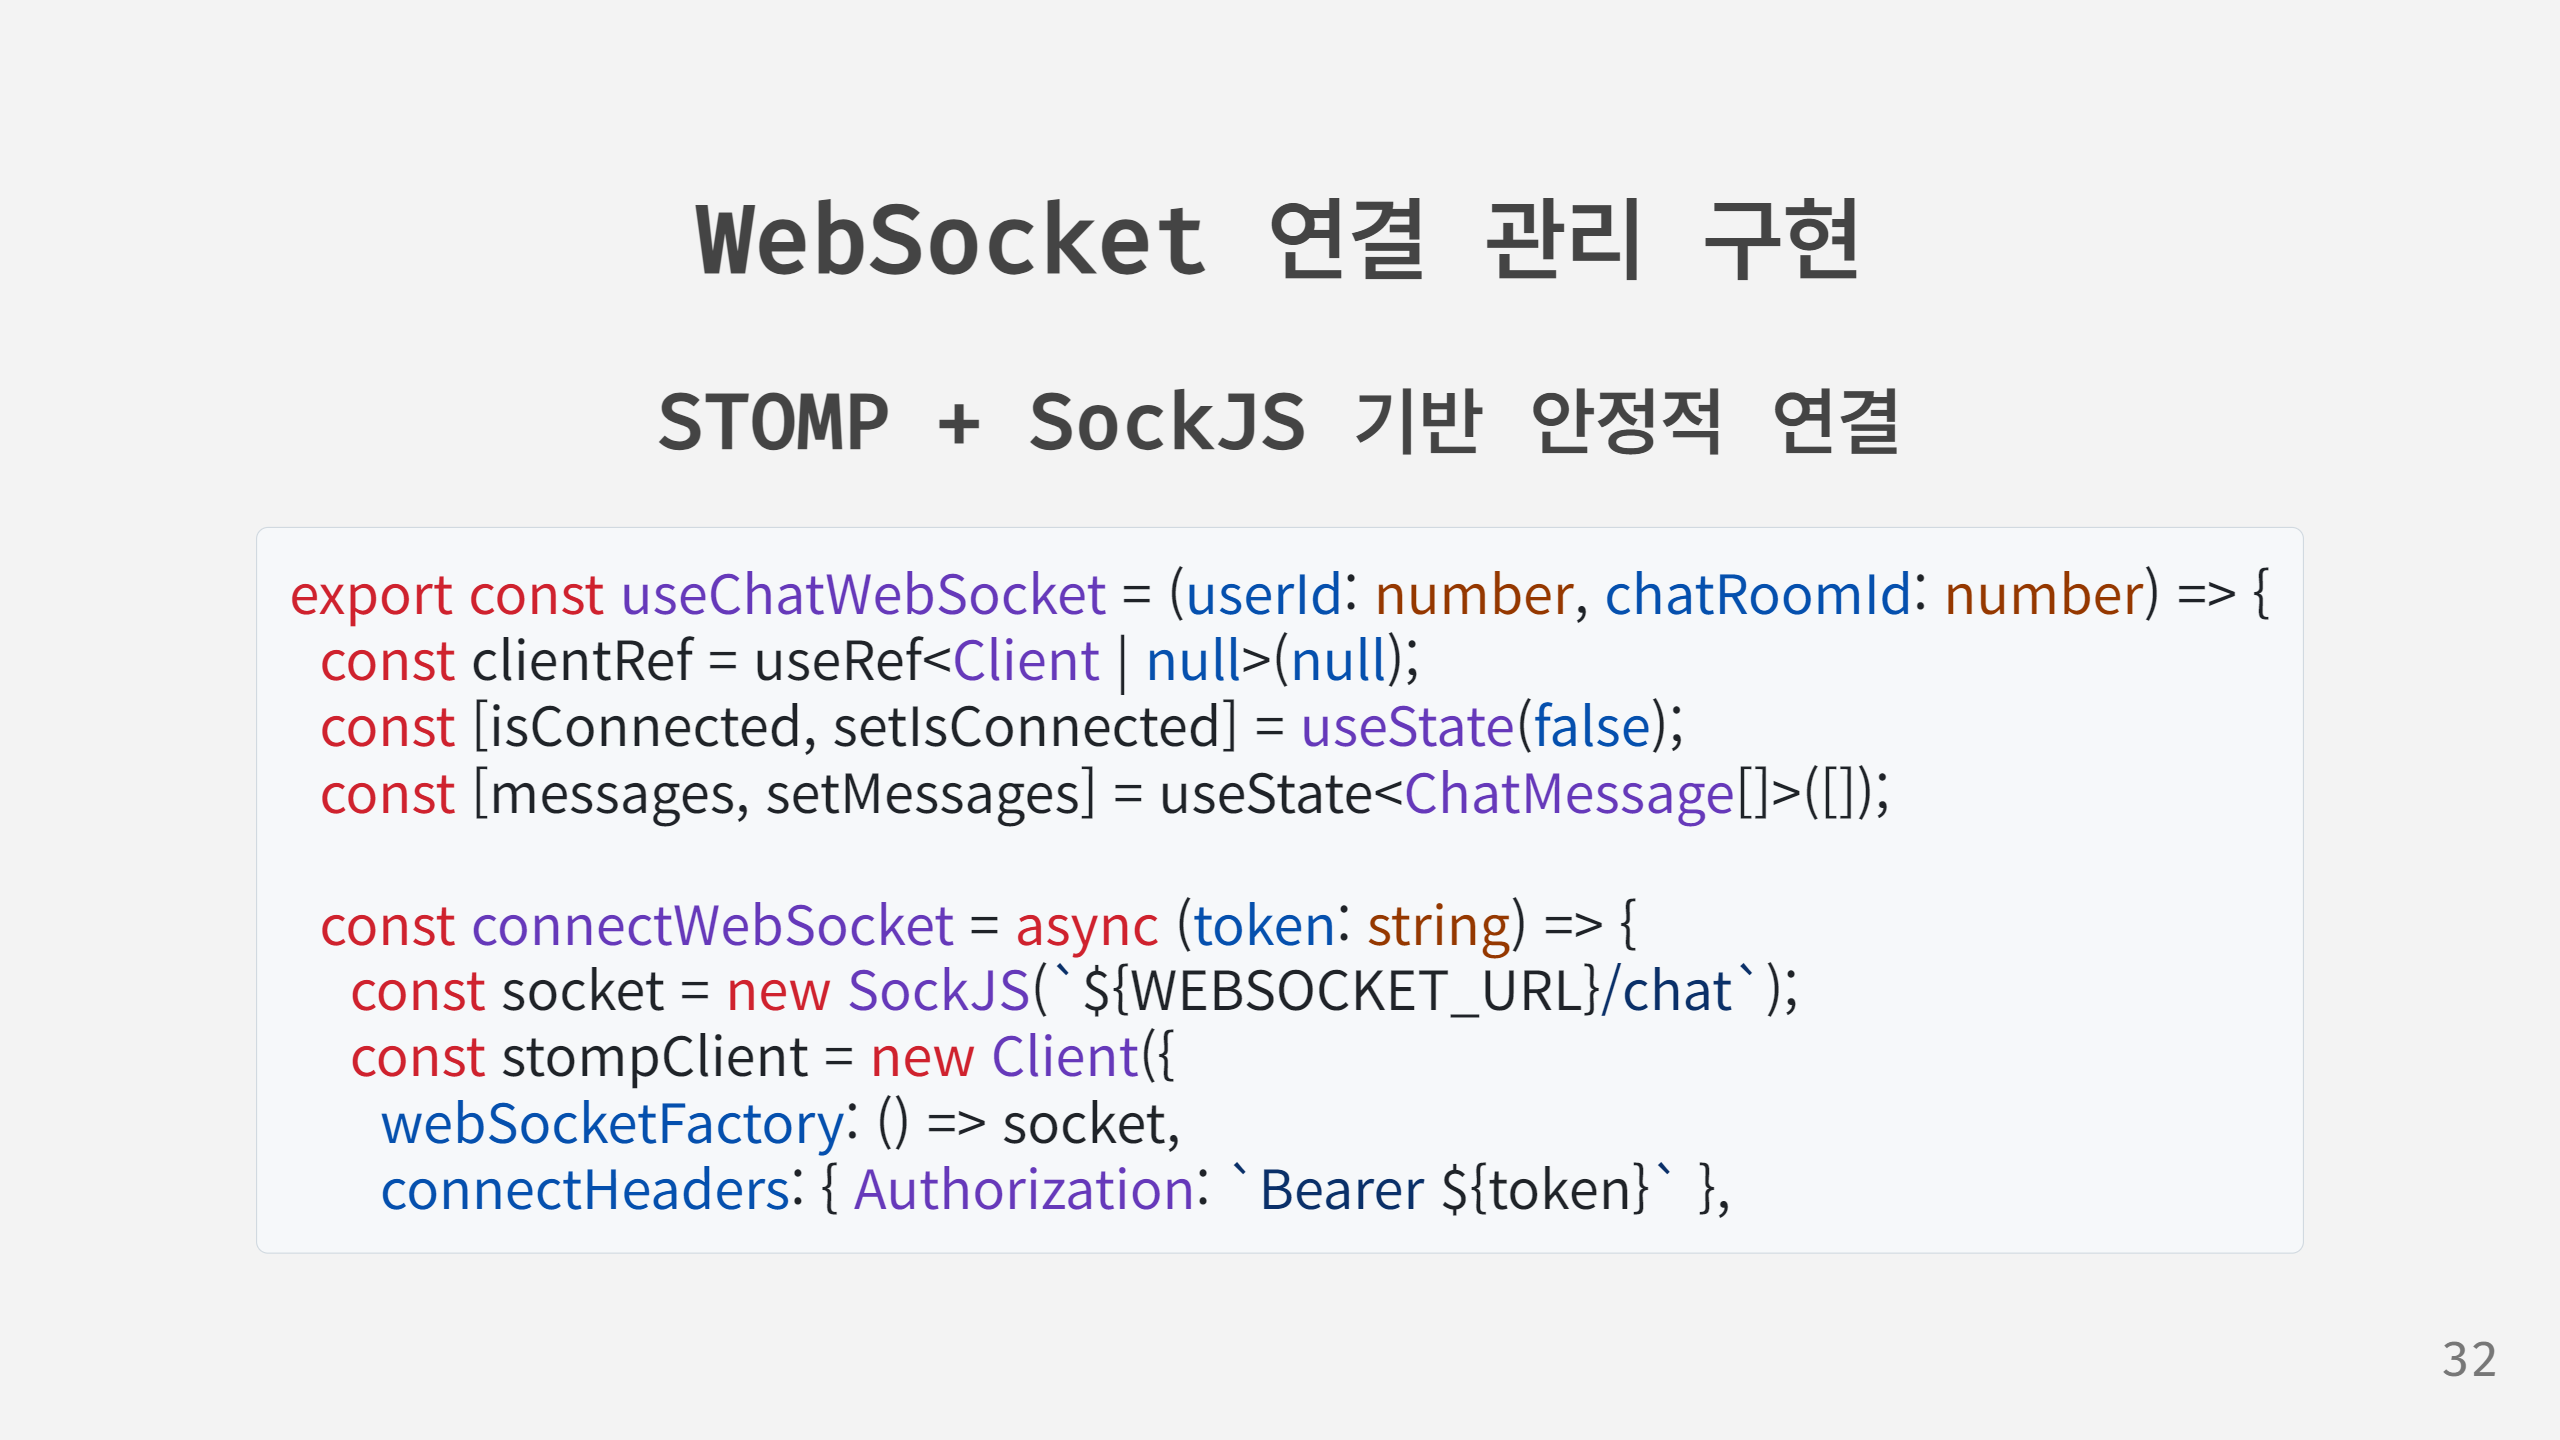 WebSocket 연결 관리 구현
STOMP + SockJS 기반 안정적 연결
export const useChatWebSocket = (userId: number, chatRoomId: number) => {
  const clientRef = useRef<Client | null>(null);
  const [isConnected, setIsConnected] = useState(false);
  const [messages, setMessages] = useState<ChatMessage[]>([]);

  const connectWebSocket = async (token: string) => {
    const socket = new SockJS(`${WEBSOCKET_URL}/chat`);
    const stompClient = new Client({
      webSocketFactory: () => socket,
      connectHeaders: { Authorization: `Bearer ${token}` },
32